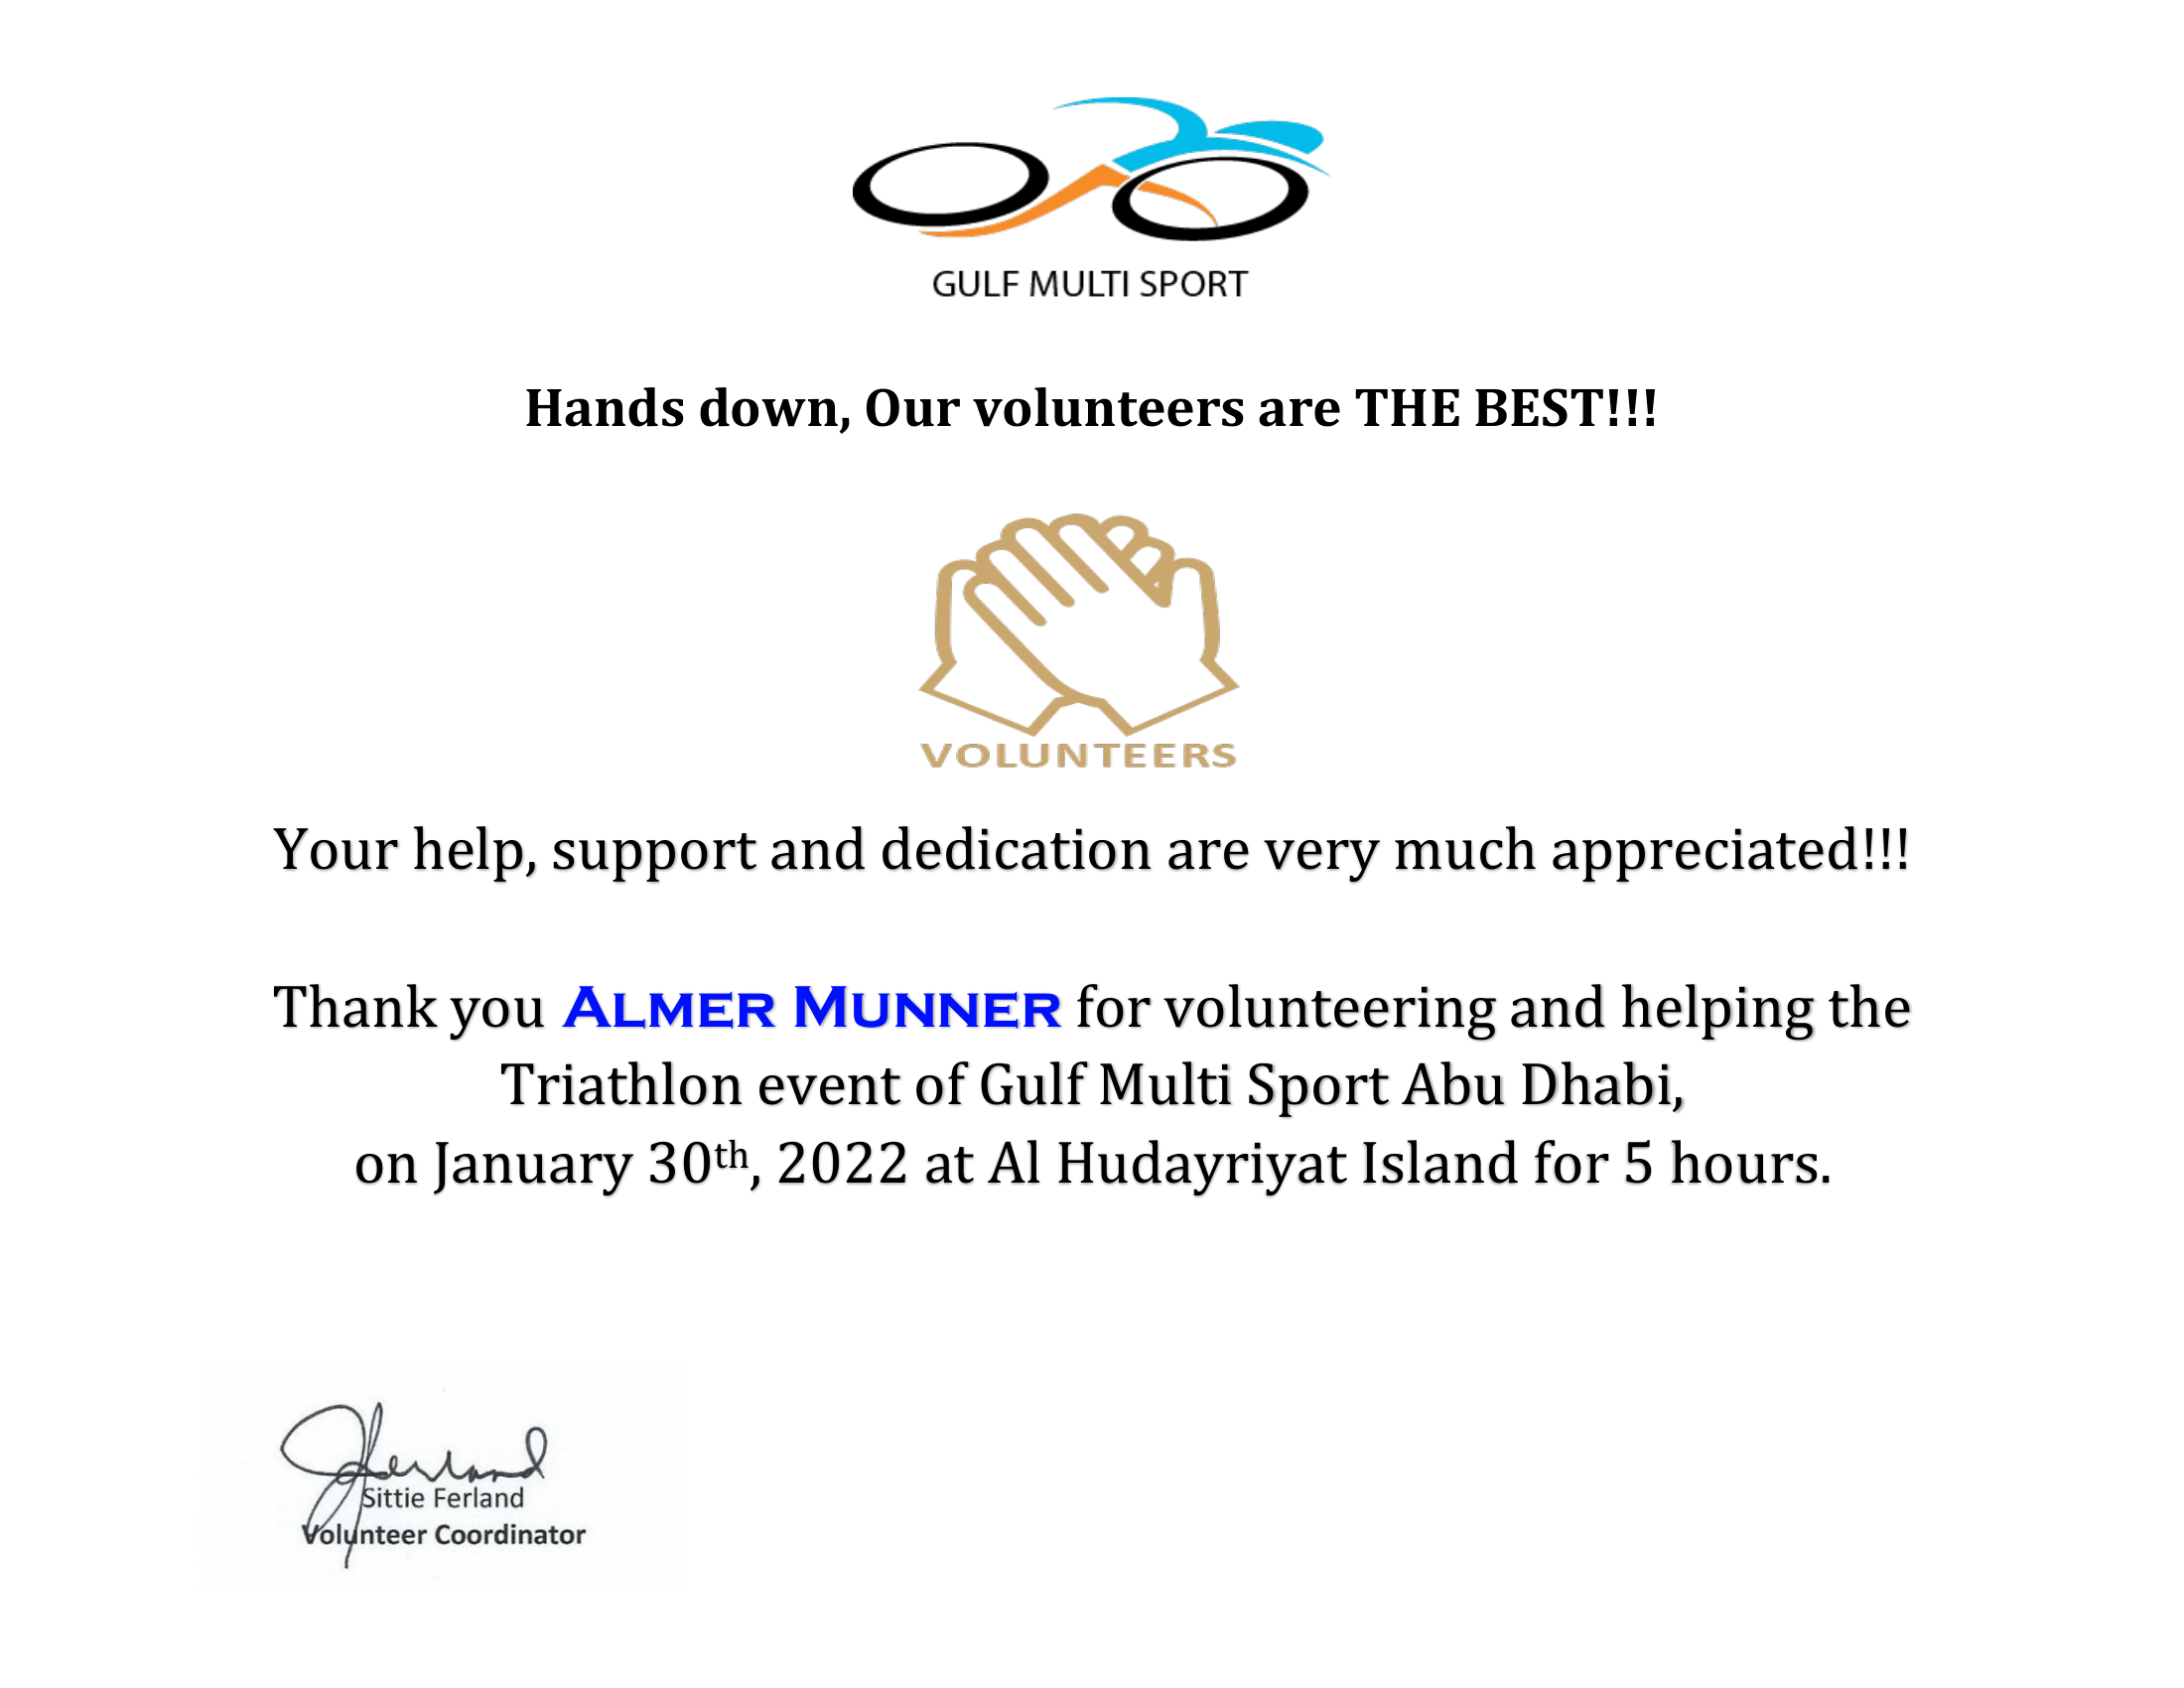 GULF MULTI SPORT
Hands down, Our volunteers are THE BEST!!!
VOLUNTEERS
Your help, support and dedication are very much appreciated!!!
Thank you ALMER MUNNER for volunteering and helping the
Triathlon event of Gulf Multi Sport Abu Dhabi,
on January 30th, 2022 at Al Hudayriyat Island for 5 hours.
Sittie Ferland
Volunteer Coordinator